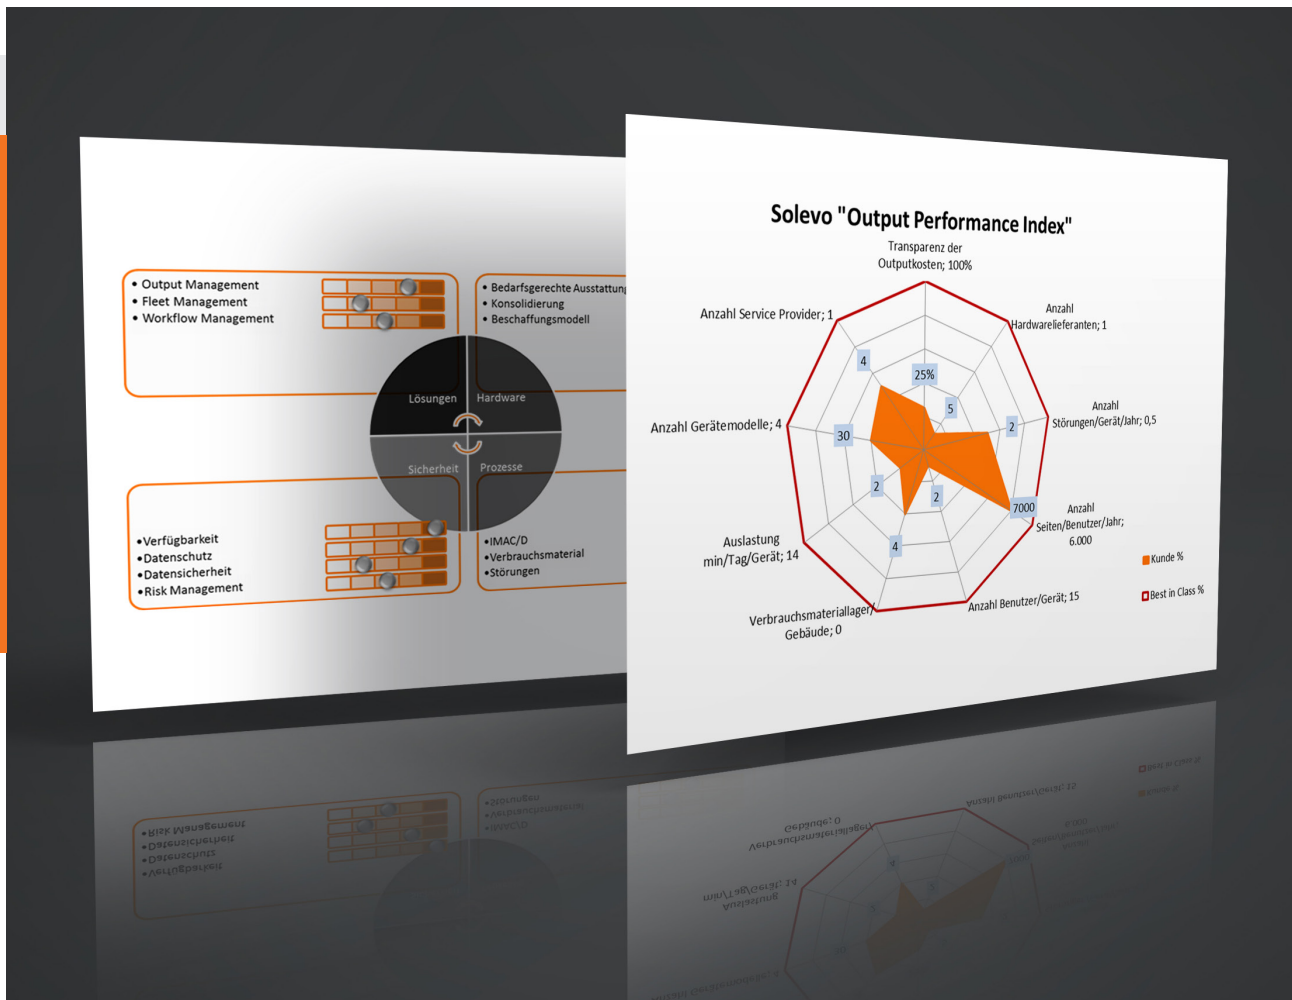 • Output Management
• Fleet Management
• Workflow Management
• Bedarfsgerechte Ausstattung
• Konsolidierung
• Beschaffungsmodell
Lösungen
Hardware
Sicherheit
Prozesse
•Verfügbarkeit
•Datenschutz
•Datensicherheit
•Risk Management
•IMAC/D
•Verbrauchsmaterial
•Störungen
Solevo "Output Performance Index"
Transparenz der
Outputkosten; 100%
Anzahl
Hardwarelieferanten; 1
Anzahl
Störungen/Gerät/Jahr; 0,5
Anzahl
Seiten/Benutzer/Jahr;
6.000
Anzahl Benutzer/Gerät; 15
Verbrauchsmateriallager/
Gebäude; 0
Auslastung
min/Tag/Gerät; 14
Anzahl Gerätemodelle; 4
Anzahl Service Provider; 1
25%
5
2
7000
2
4
2
30
4
Kunde %
Best in Class %